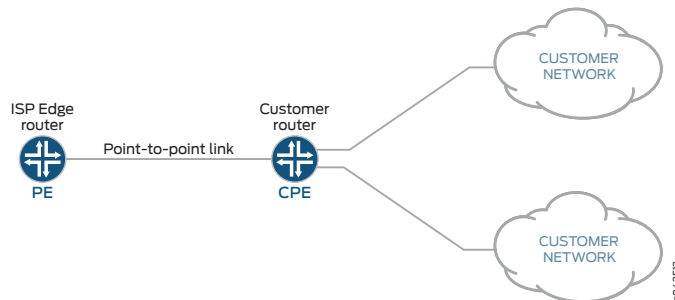 CUSTOMER
NETWORK
ISP Edge
router
Customer
router
Point-to-point link
PE
CPE
CUSTOMER
NETWORK